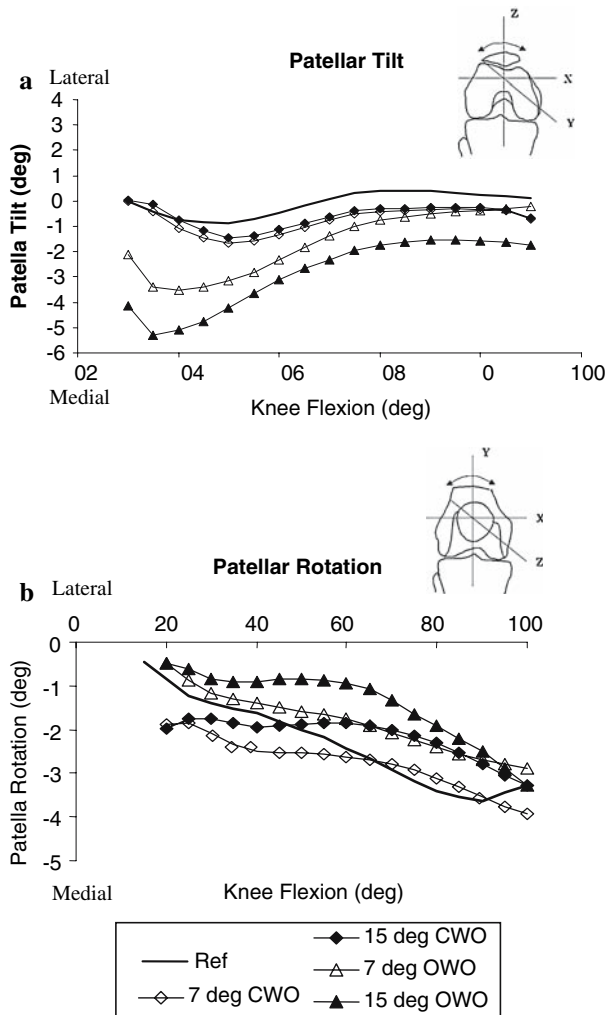 Z
Lateral
Patellar Tilt
a
X
Y
4
3
2
1
0
-1
-2
-3
-4
-5
-6
Patella Tilt (deg)
02 04 06 08 0 100
Medial
Knee Flexion (deg)
Y
X
Z
Patellar Rotation
b
Lateral
0 20 40 60 80 100
0
-1
-2
-3
-4
-5
Patella Rotation (deg)
Medial
Knee Flexion (deg)
Ref
7 deg CWO
15 deg CWO
7 deg OWO
15 deg OWO